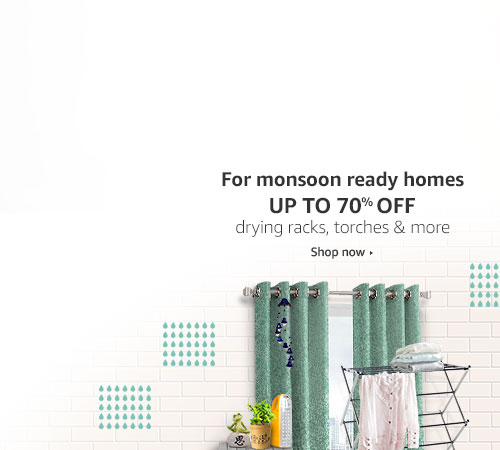 For monsoon ready homes
UP TO 70% OFF
drying racks, torches & more
Shop now ›